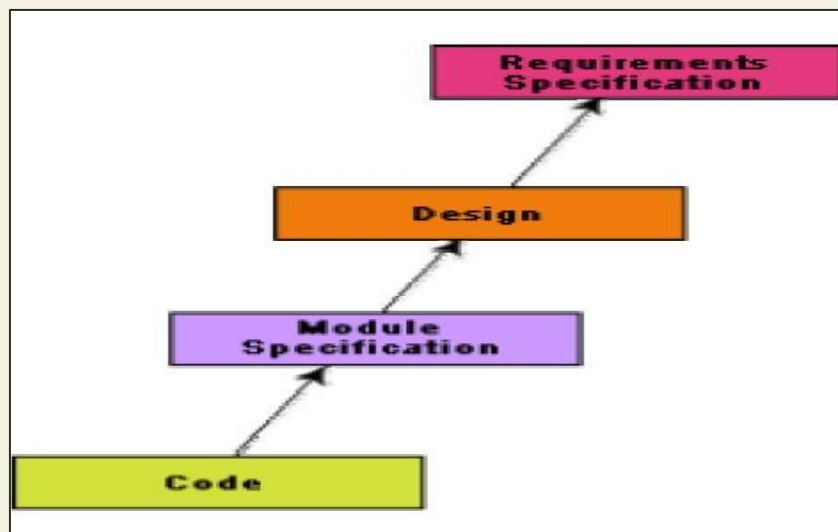 Requirements
Specification
Design
Module
Specification
Code